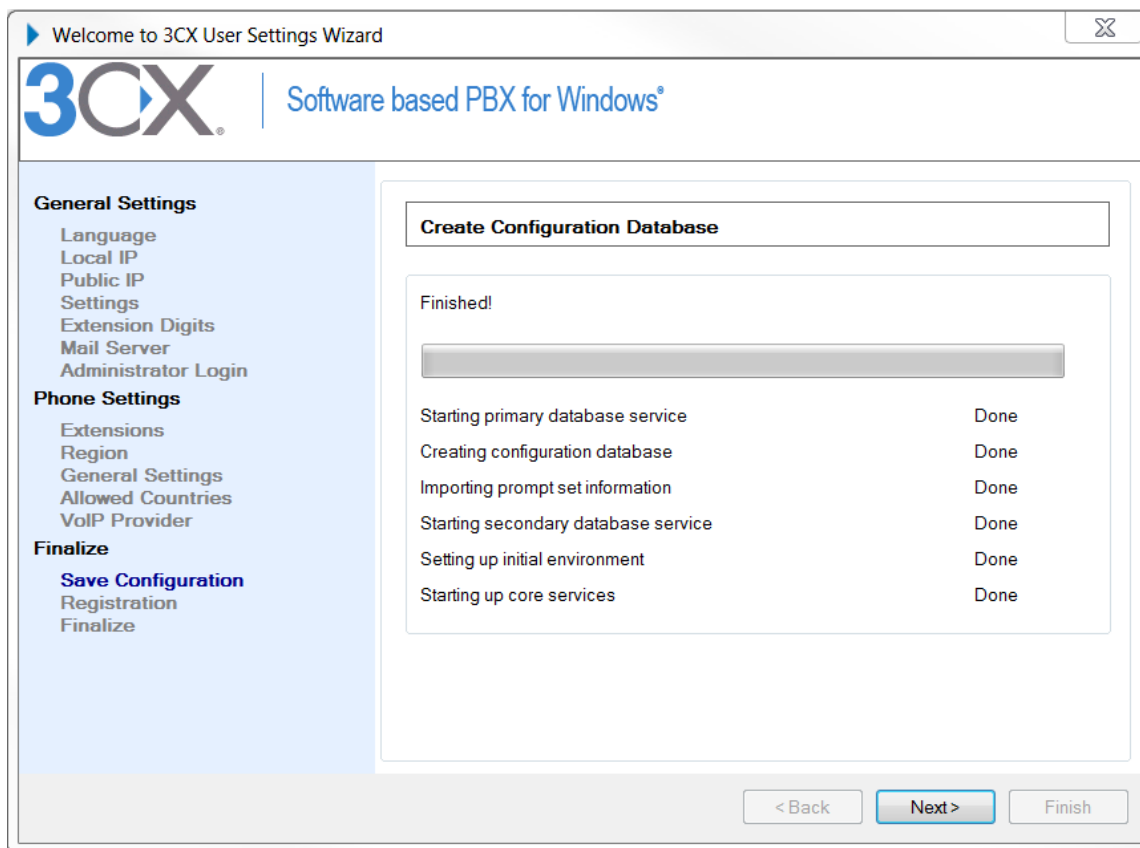 Welcome to 3CX User Settings Wizard
3CX®
Software based PBX for Windows®
General Settings
Language
Local IP
Public IP
Settings
Extension Digits
Mail Server
Administrator Login
Phone Settings
Extensions
Region
General Settings
Allowed Countries
VoIP Provider
Finalize
Save Configuration
Registration
Finalize
Create Configuration Database
Finished!
Starting primary database service Done
Creating configuration database Done
Importing prompt set information Done
Starting secondary database service Done
Setting up initial environment Done
Starting up core services Done
< Back Next > Finish